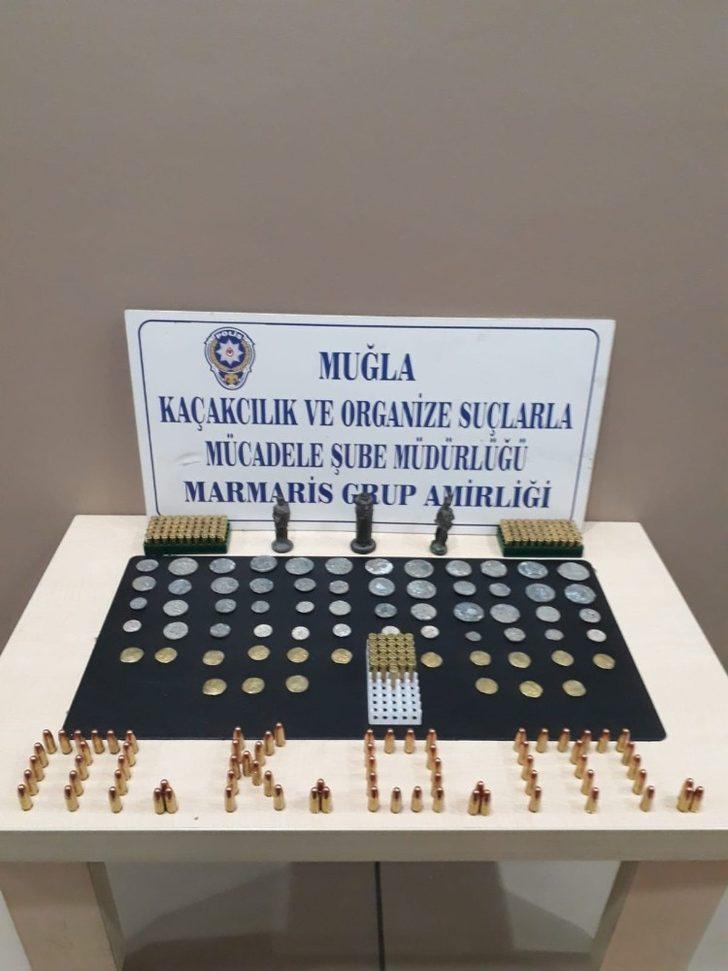 POLİS
MUĞLA
KAÇAKCILIK VE ORGANİZE SUÇLARLA
MÜCADELE ŞUBE MÜDÜRLÜĞÜ
MARMARİS GRUP AMİRLİĞİ